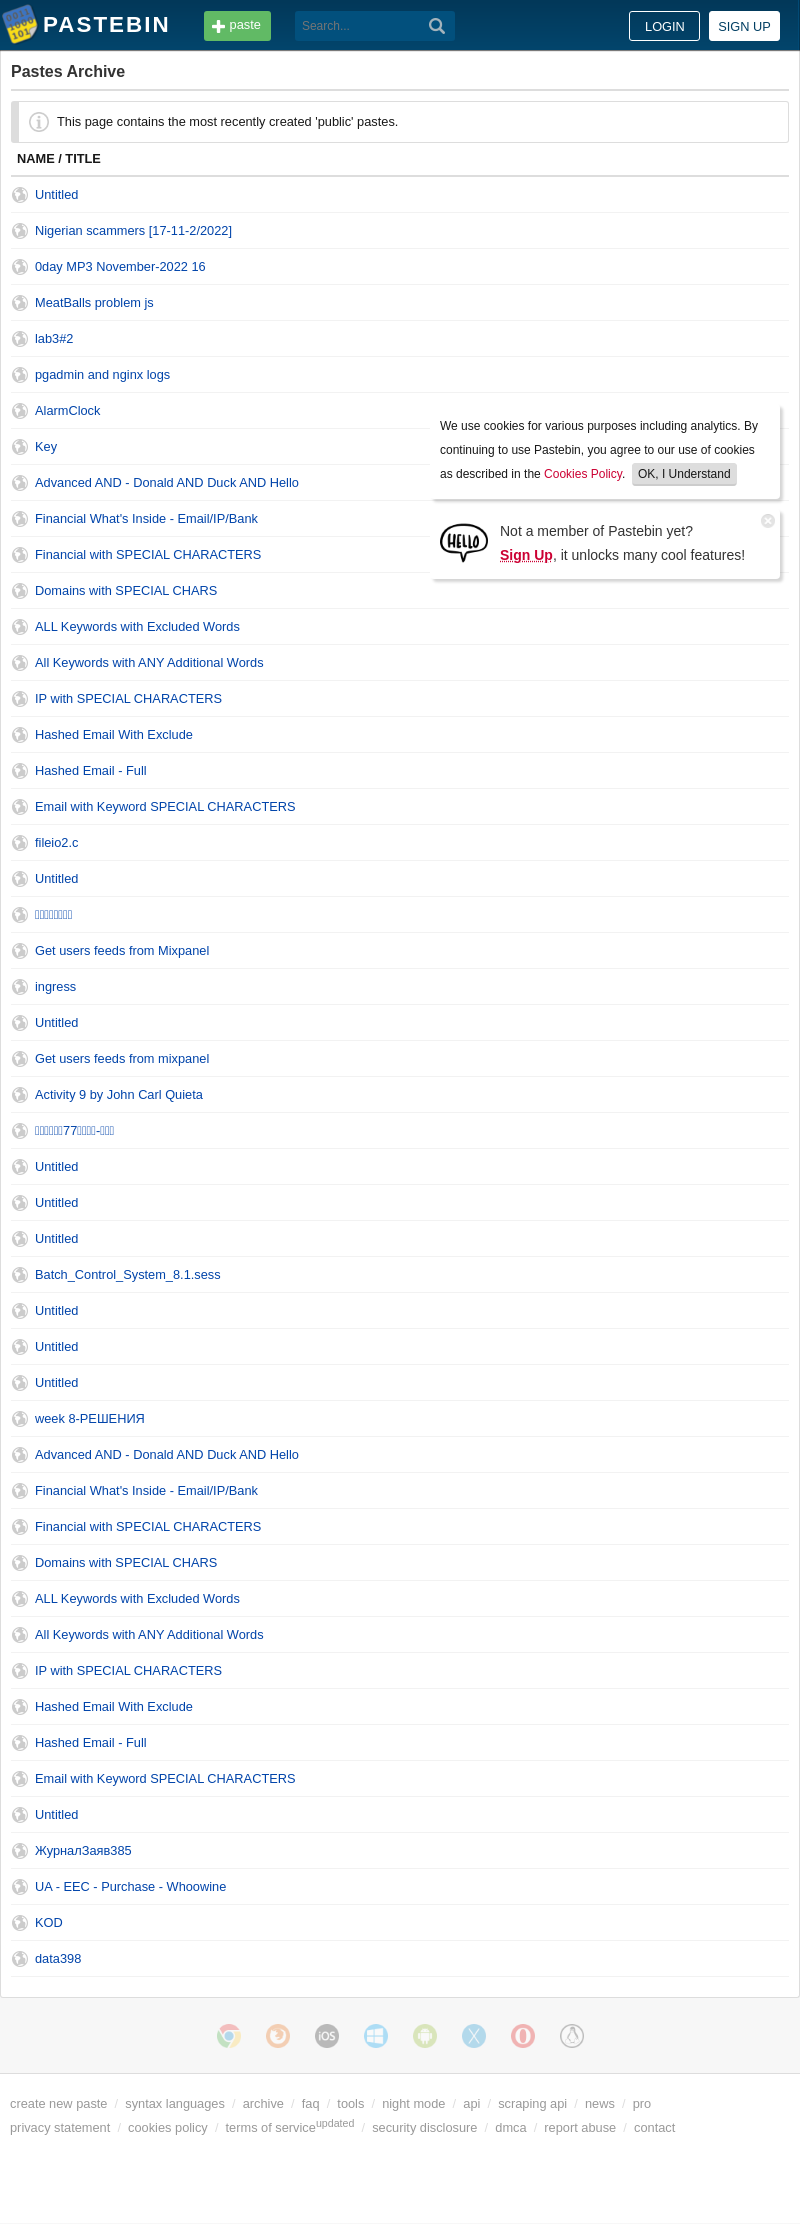 PASTEBIN
paste
Search...
LOGIN
SIGN UP
Pastes Archive
This page contains the most recently created 'public' pastes.
NAME / TITLE
Untitled
Nigerian scammers [17-11-2/2022]
0day MP3 November-2022 16
MeatBalls problem js
lab3#2
pgadmin and nginx logs
AlarmClock
Key
Advanced AND - Donald AND Duck AND Hello
Financial What's Inside - Email/IP/Bank
Financial with SPECIAL CHARACTERS
We use cookies for various purposes including analytics. By
continuing to use Pastebin, you agree to our use of cookies
as described in the Cookies Policy. OK, I Understand
HELLO
Not a member of Pastebin yet?
Sign Up, it unlocks many cool features!
Domains with SPECIAL CHARS
ALL Keywords with Excluded Words
All Keywords with ANY Additional Words
IP with SPECIAL CHARACTERS
Hashed Email With Exclude
Hashed Email - Full
Email with Keyword SPECIAL CHARACTERS
fileio2.c
Untitled
Get users feeds from Mixpanel
ingress
Untitled
Get users feeds from mixpanel
Activity 9 by John Carl Quieta
77 -
Untitled
Untitled
Untitled
Batch_Control_System_8.1.sess
Untitled
Untitled
Untitled
week 8-РЕШЕНИЯ
Advanced AND - Donald AND Duck AND Hello
Financial What's Inside - Email/IP/Bank
Financial with SPECIAL CHARACTERS
Domains with SPECIAL CHARS
ALL Keywords with Excluded Words
All Keywords with ANY Additional Words
IP with SPECIAL CHARACTERS
Hashed Email With Exclude
Hashed Email - Full
Email with Keyword SPECIAL CHARACTERS
Untitled
ЖурналЗаяв385
UA - EEC - Purchase - Whoowine
KOD
data398
iOS
create new paste / syntax languages / archive / faq / tools / night mode / api / scraping api / news / pro
privacy statement / cookies policy / terms of service updated / security disclosure / dmca / report abuse / contact